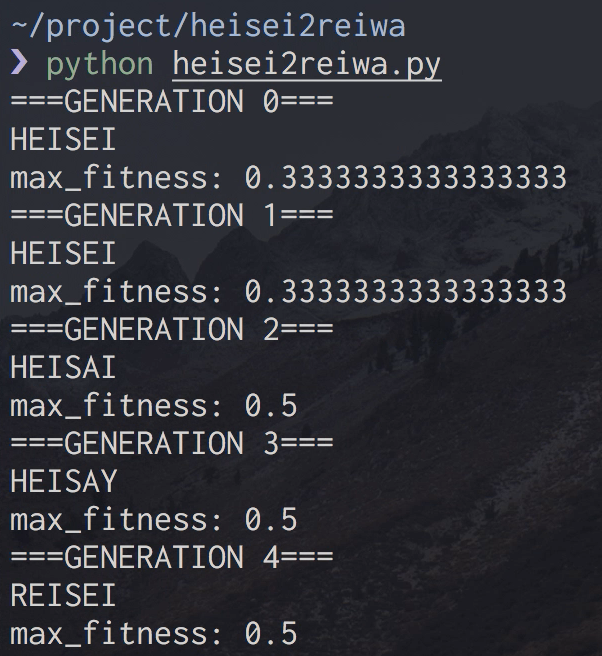 ~/project/heisei2reiwa
❯ python heisei2reiwa.py
===GENERATION 0===
HEISEI
max_fitness: 0.3333333333333333
===GENERATION 1===
HEISEI
max_fitness: 0.3333333333333333
===GENERATION 2===
HEISAI
max_fitness: 0.5
===GENERATION 3===
HEISAY
max_fitness: 0.5
===GENERATION 4===
REISEI
max_fitness: 0.5